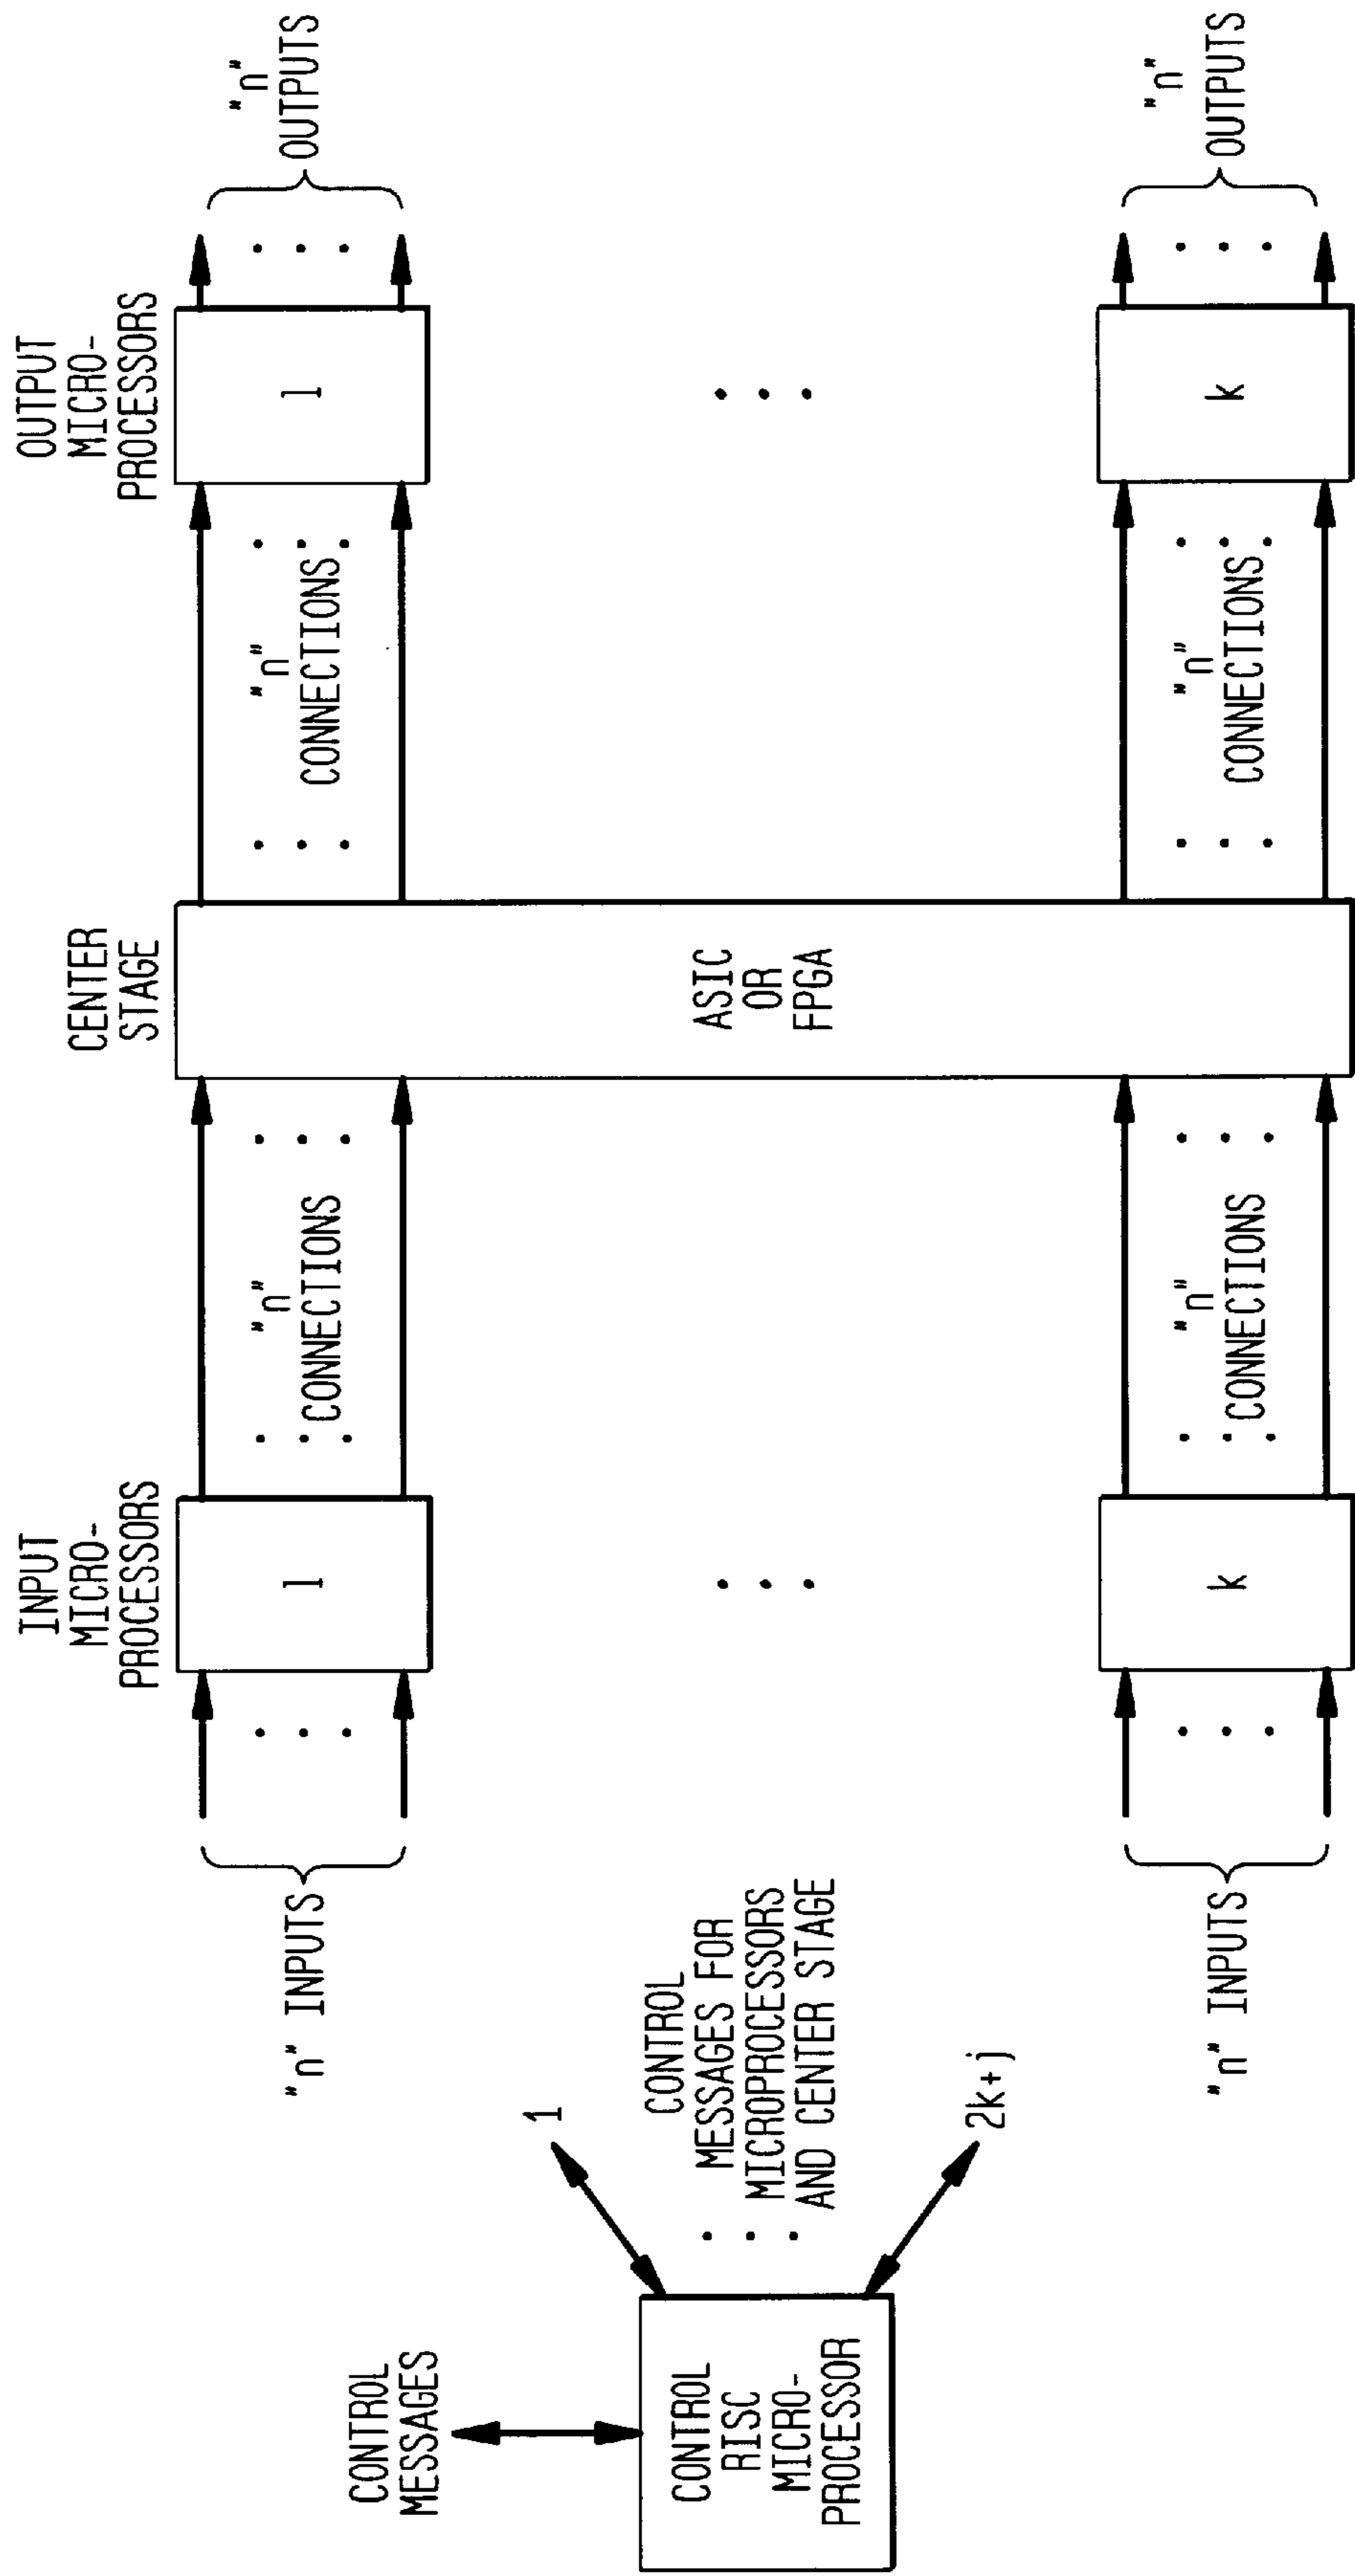 CONTROL
MESSAGES
CONTROL
RISC
MICRO-
PROCESSOR
1
CONTROL
MESSAGES FOR
MICROPROCESSORS
AND CENTER STAGE
2k+j
"n" INPUTS
"n" INPUTS
INPUT
MICRO-
PROCESSORS
1
k
"n"
CONNECTIONS
"n"
CONNECTIONS
CENTER
STAGE
ASIC
OR
FPGA
"n"
CONNECTIONS
"n"
CONNECTIONS
OUTPUT
MICRO-
PROCESSORS
1
k
"n"
OUTPUTS
"n"
OUTPUTS